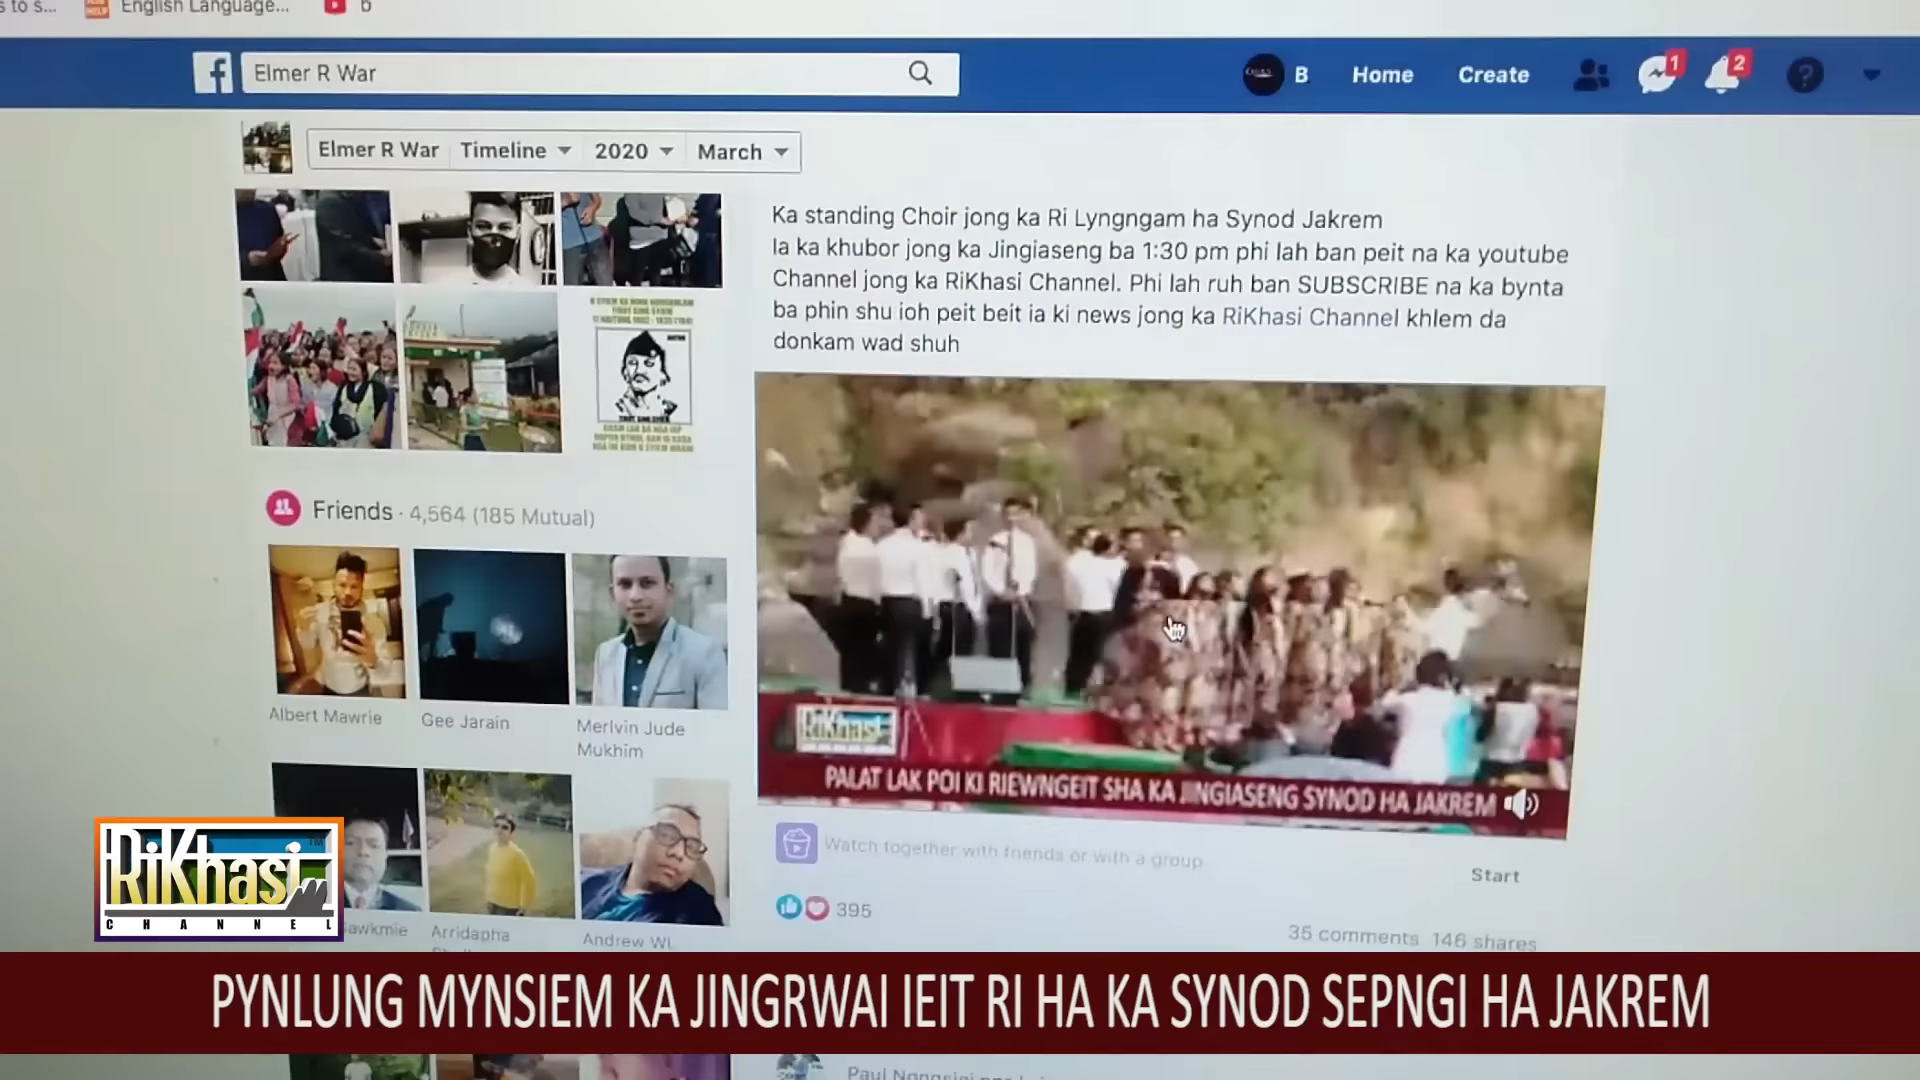 English Language...
Elmer R War
B
Home
Create
1
2
?
Elmer R War
Timeline
2020
March
Ka standing Choir jong ka Ri Lyngngam ha Synod Jakrem
Ia ka khubor jong ka Jingiaseng ba 1:30 pm phi lah ban peit na ka youtube
Channel jong ka RiKhasi Channel. Phi lah ruh ban SUBSCRIBE na ka bynta
ba phin shu ioh peit beit ia ki news jong ka RiKhasi Channel khlem da
donkam wad shuh
Friends · 4,564 (185 Mutual)
Albert Mawrie
Gee Jarain
Merlvin Jude
Mukhim
Arridapha
Andrew WL
RiKhasi
PALAT LAK POI KI RIEWNGEIT SHA KA JINGIASENG SYNOD HA JAKREM
Watch together with friends or with a group
Start
395
35 comments 146 shares
RiKhasi TM
CHANNEL
PYNLUNG MYNSIEM KA JINGRWAI IEIT RI HA KA SYNOD SEPNGI HA JAKREM